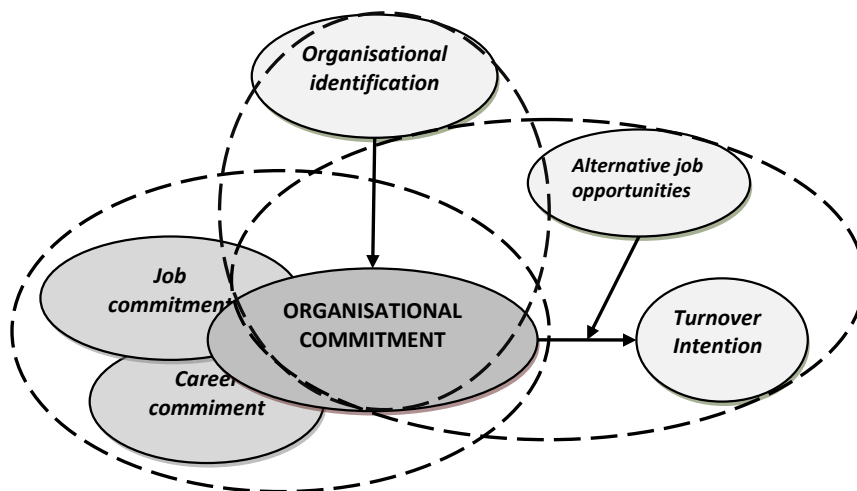 Organisational
identification
Alternative job
opportunities
Job
commitment
ORGANISATIONAL
COMMITMENT
Turnover
Intention
Career
commiment